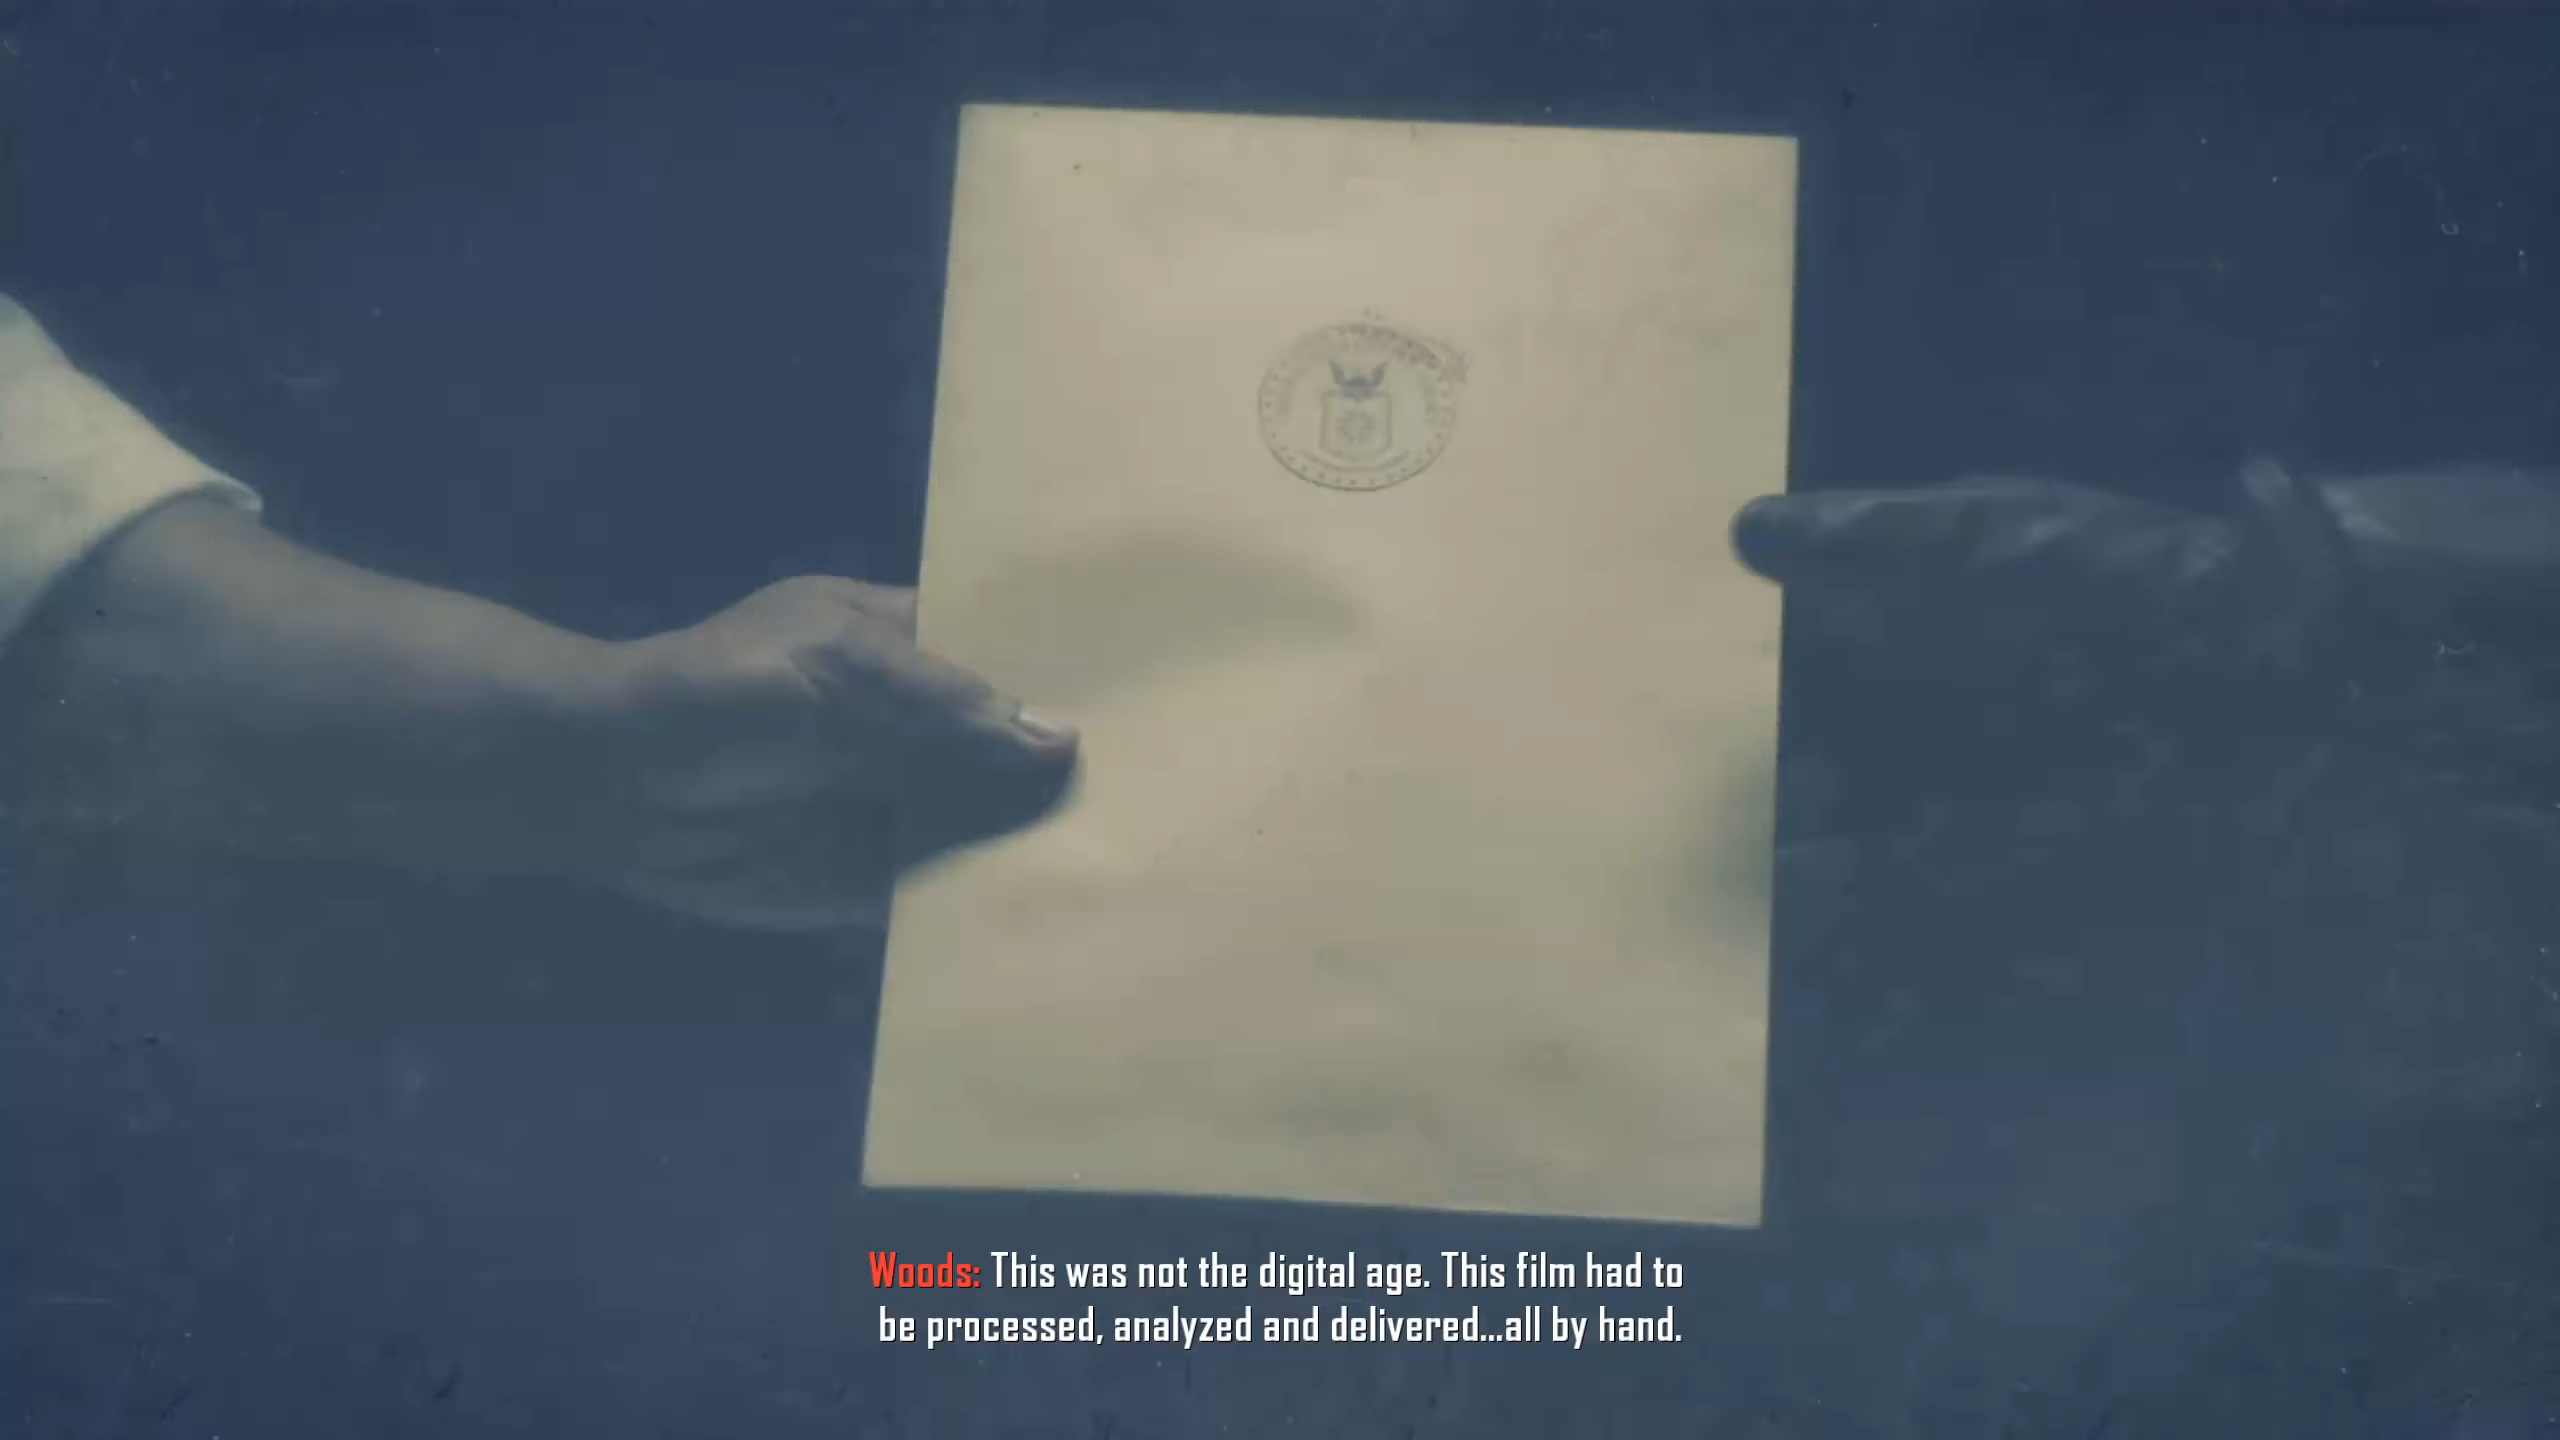 Woods: This was not the digital age. This film had to
be processed, analyzed and delivered...all by hand.